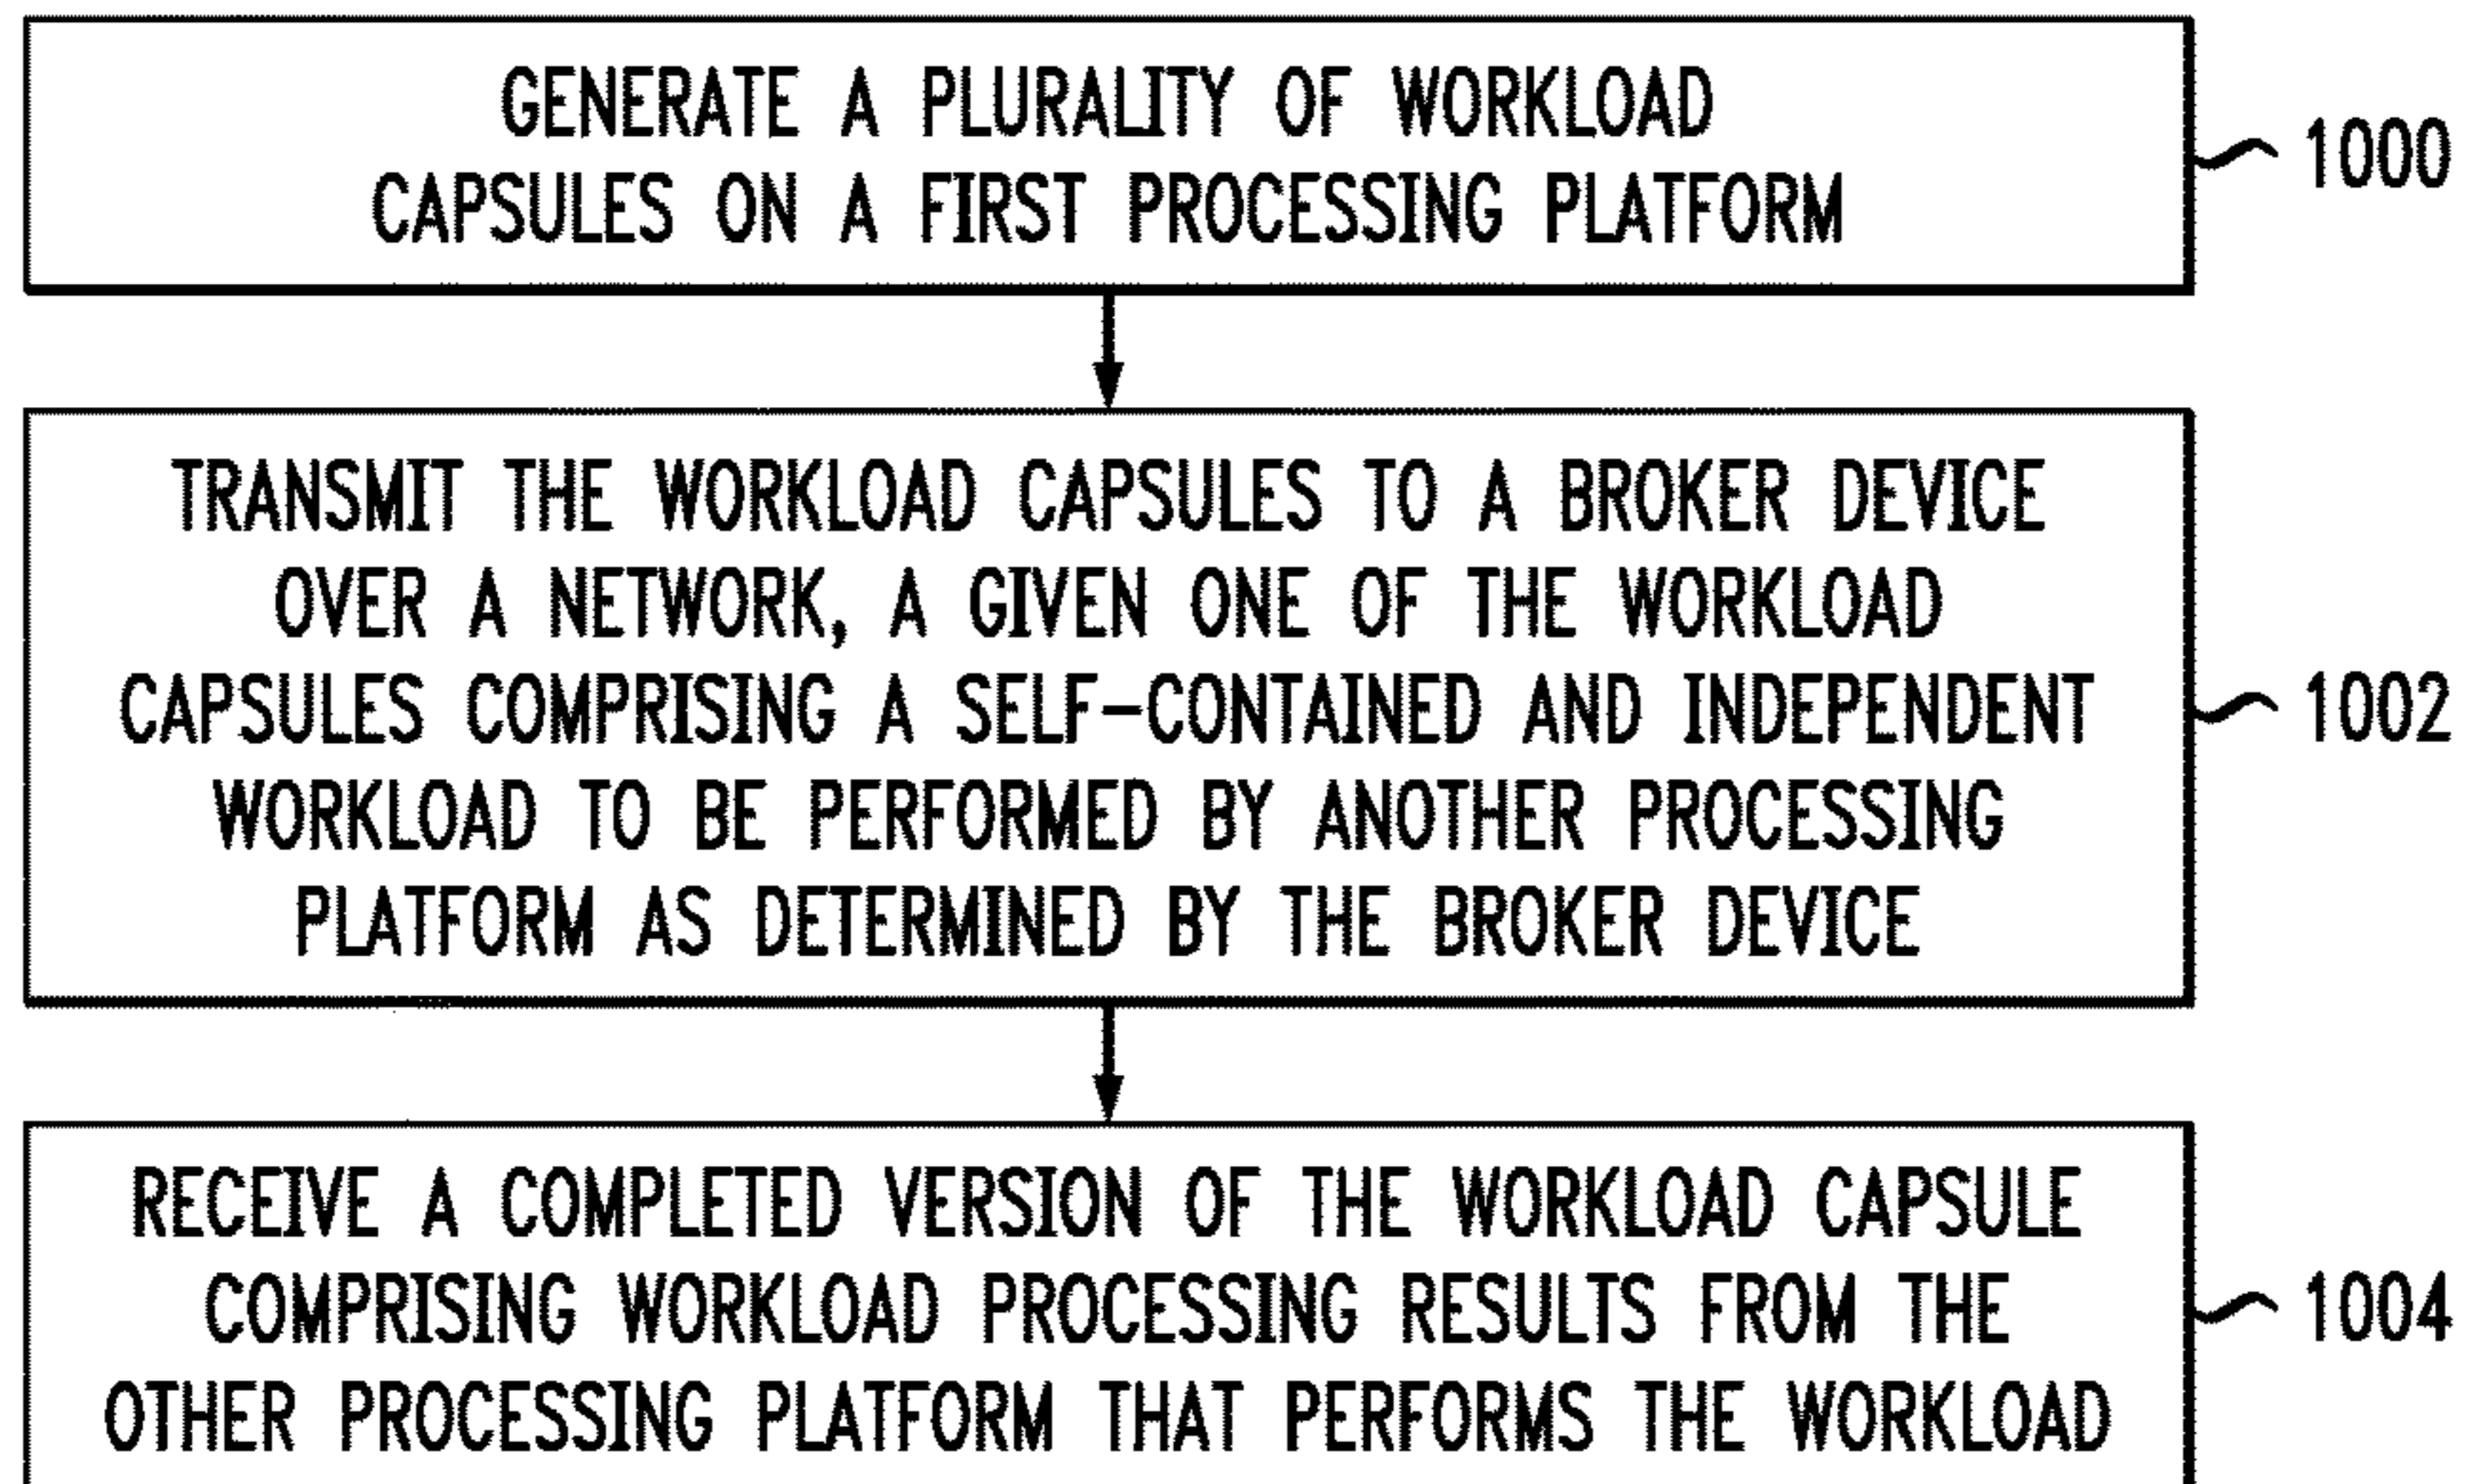 GENERATE A PLURALITY OF WORKLOAD
CAPSULES ON A FIRST PROCESSING PLATFORM
1000
TRANSMIT THE WORKLOAD CAPSULES TO A BROKER DEVICE
OVER A NETWORK, A GIVEN ONE OF THE WORKLOAD
CAPSULES COMPRISING A SELF-CONTAINED AND INDEPENDENT
WORKLOAD TO BE PERFORMED BY ANOTHER PROCESSING
PLATFORM AS DETERMINED BY THE BROKER DEVICE
1002
RECEIVE A COMPLETED VERSION OF THE WORKLOAD CAPSULE
COMPRISING WORKLOAD PROCESSING RESULTS FROM THE
OTHER PROCESSING PLATFORM THAT PERFORMS THE WORKLOAD
1004